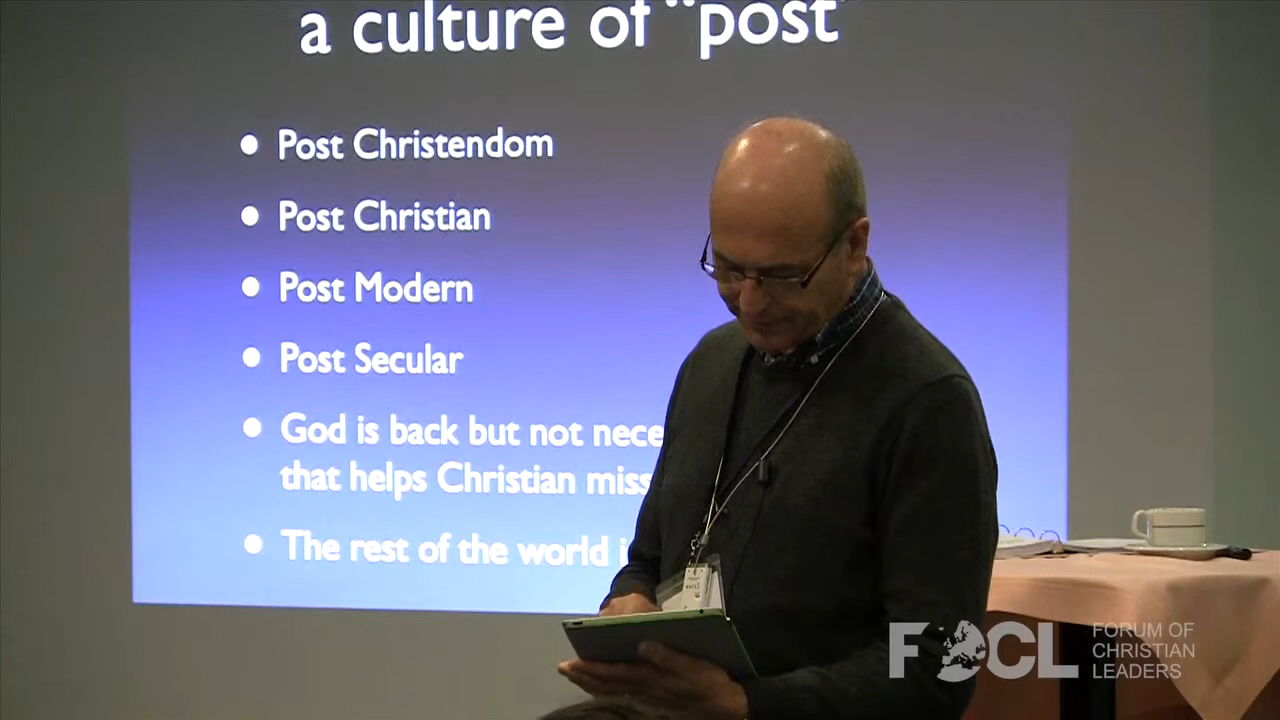 a culture of “post”
• Post Christendom
• Post Christian
• Post Modern
• Post Secular
• God is back but not
that helps Christian
• The rest of the world
FOCL
FORUM OF
CHRISTIAN
LEADERS